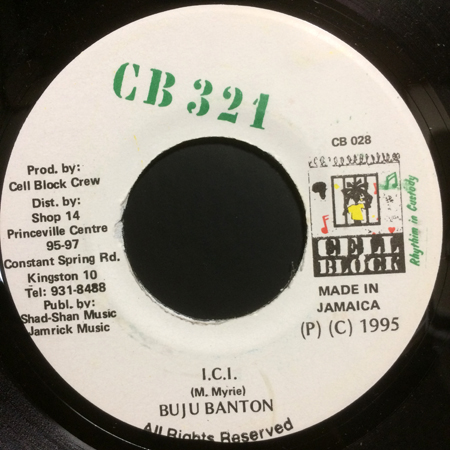 CB 321
CB 028
Prod. by:
Cell Block Crew
Dist. by:
Shop 14
Princeville Centre
95-97
Constant Spring Rd.
Kingston 10
Tel: 931-8488
Publ. by:
Shad-Shan Music
Jamrick Music
CELL
BLOCK
Rhythim in Custody
MADE IN
JAMAICA
(P) (C) 1995
I.C.I.
(M. Myrie)
BUJU BANTON
All Rights Reserved